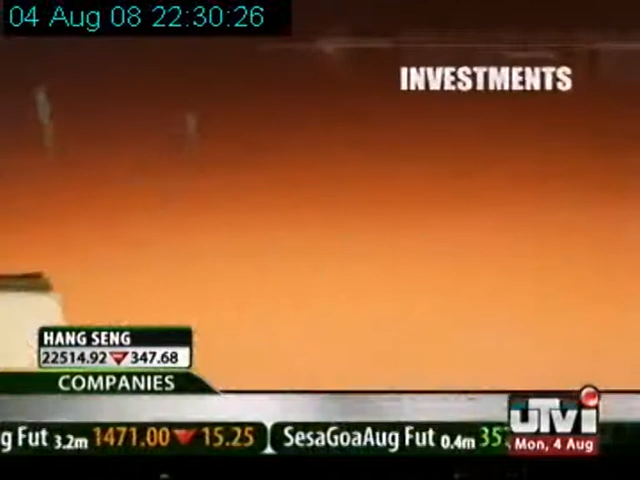 04 Aug 08 22:30:26
INVESTMENTS
HANG SENG
22514.92 347.68
COMPANIES
g Fut 3.2m 1471.00 15.25 SesaGoaAug Fut 0.4m 35
UTVi
Mon, 4 Aug